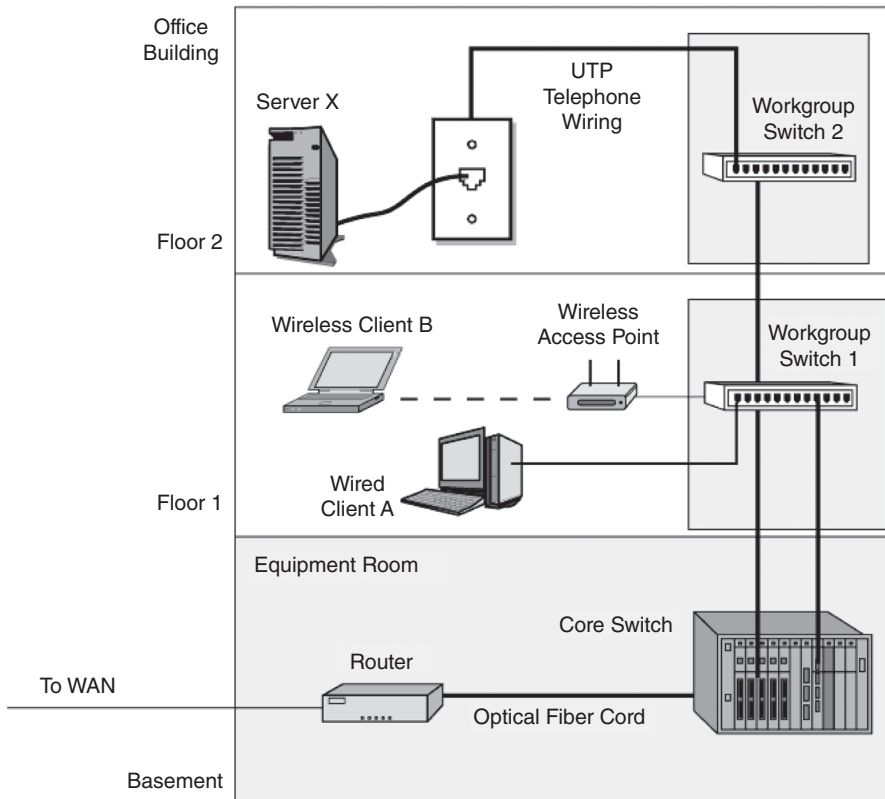 Office
Building
UTP
Telephone
Wiring
Server X
Workgroup
Switch 2
Floor 2
Wireless Client B
Wireless
Access Point
Workgroup
Switch 1
Wired
Client A
Floor 1
Equipment Room
Core Switch
Router
To WAN
Optical Fiber Cord
Basement